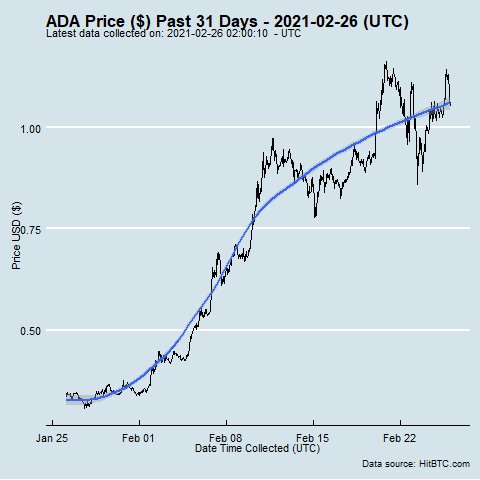 ADA Price ($) Past 31 Days - 2021-02-26 (UTC)
Latest data collected on: 2021-02-26 02:00:10 - UTC
1.00
0.75
0.50
Price USD ($)
Jan 25 Feb 01 Feb 08 Feb 15 Feb 22
Date Time Collected (UTC)
Data source: HitBTC.com